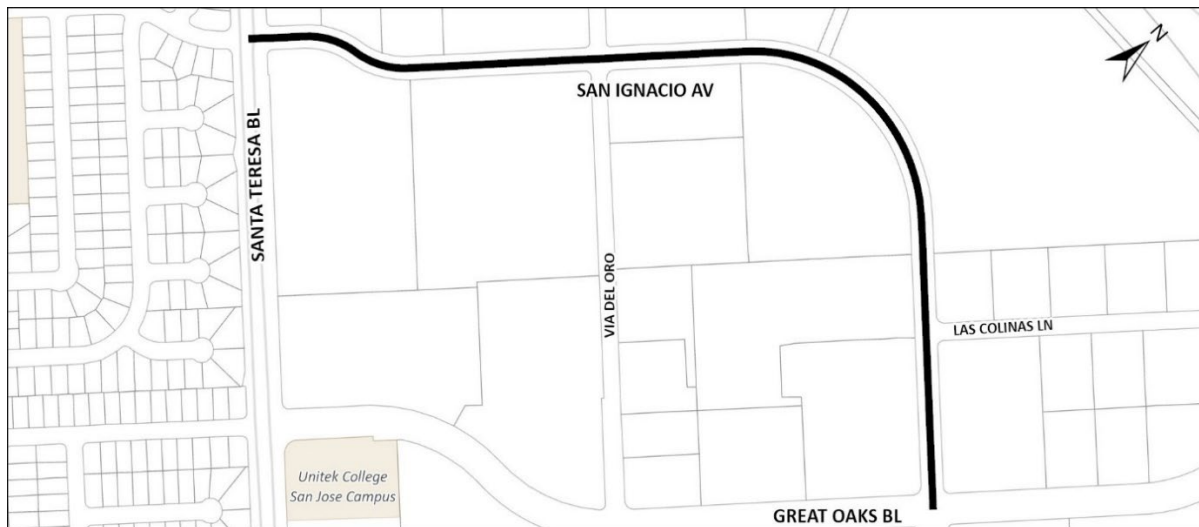 N
SAN IGNACIO AV
SANTA TERESA BL
VIA DEL ORO
LAS COLINAS LN
Unitek College
San Jose Campus
GREAT OAKS BL